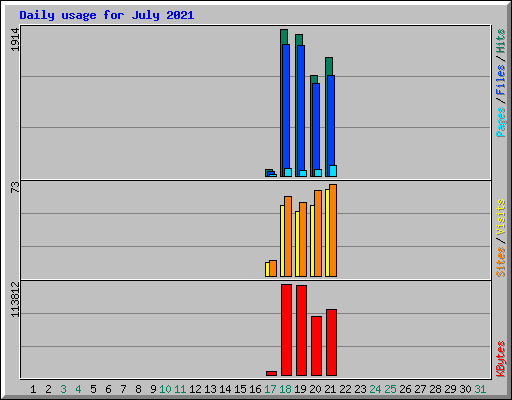 Daily usage for July 2021
1914
Pages/Files/Hits
73
Sites/Visits
113812
KBytes
1 2 3 4 5 6 7 8 9 10 11 12 13 14 15 16 17 18 19 20 21 22 23 24 25 26 27 28 29 30 31